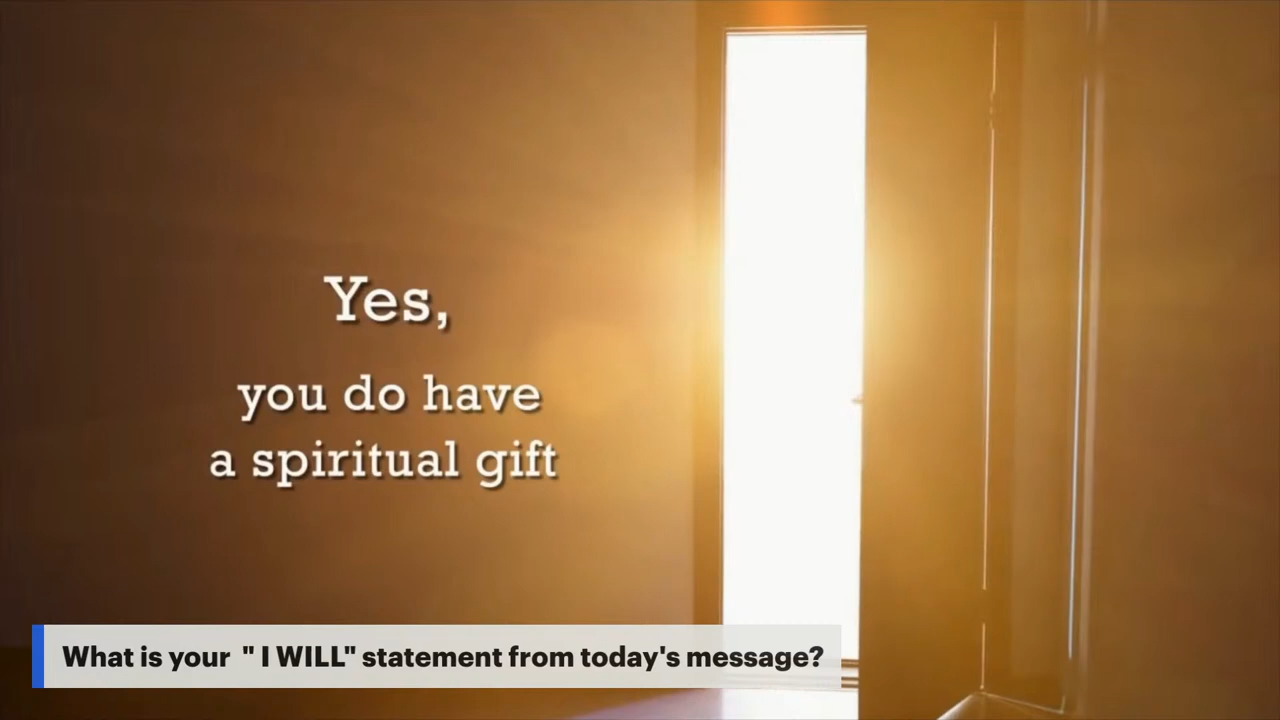 Yes,
you do have
a spiritual gift
What is your " I WILL" statement from today's message?